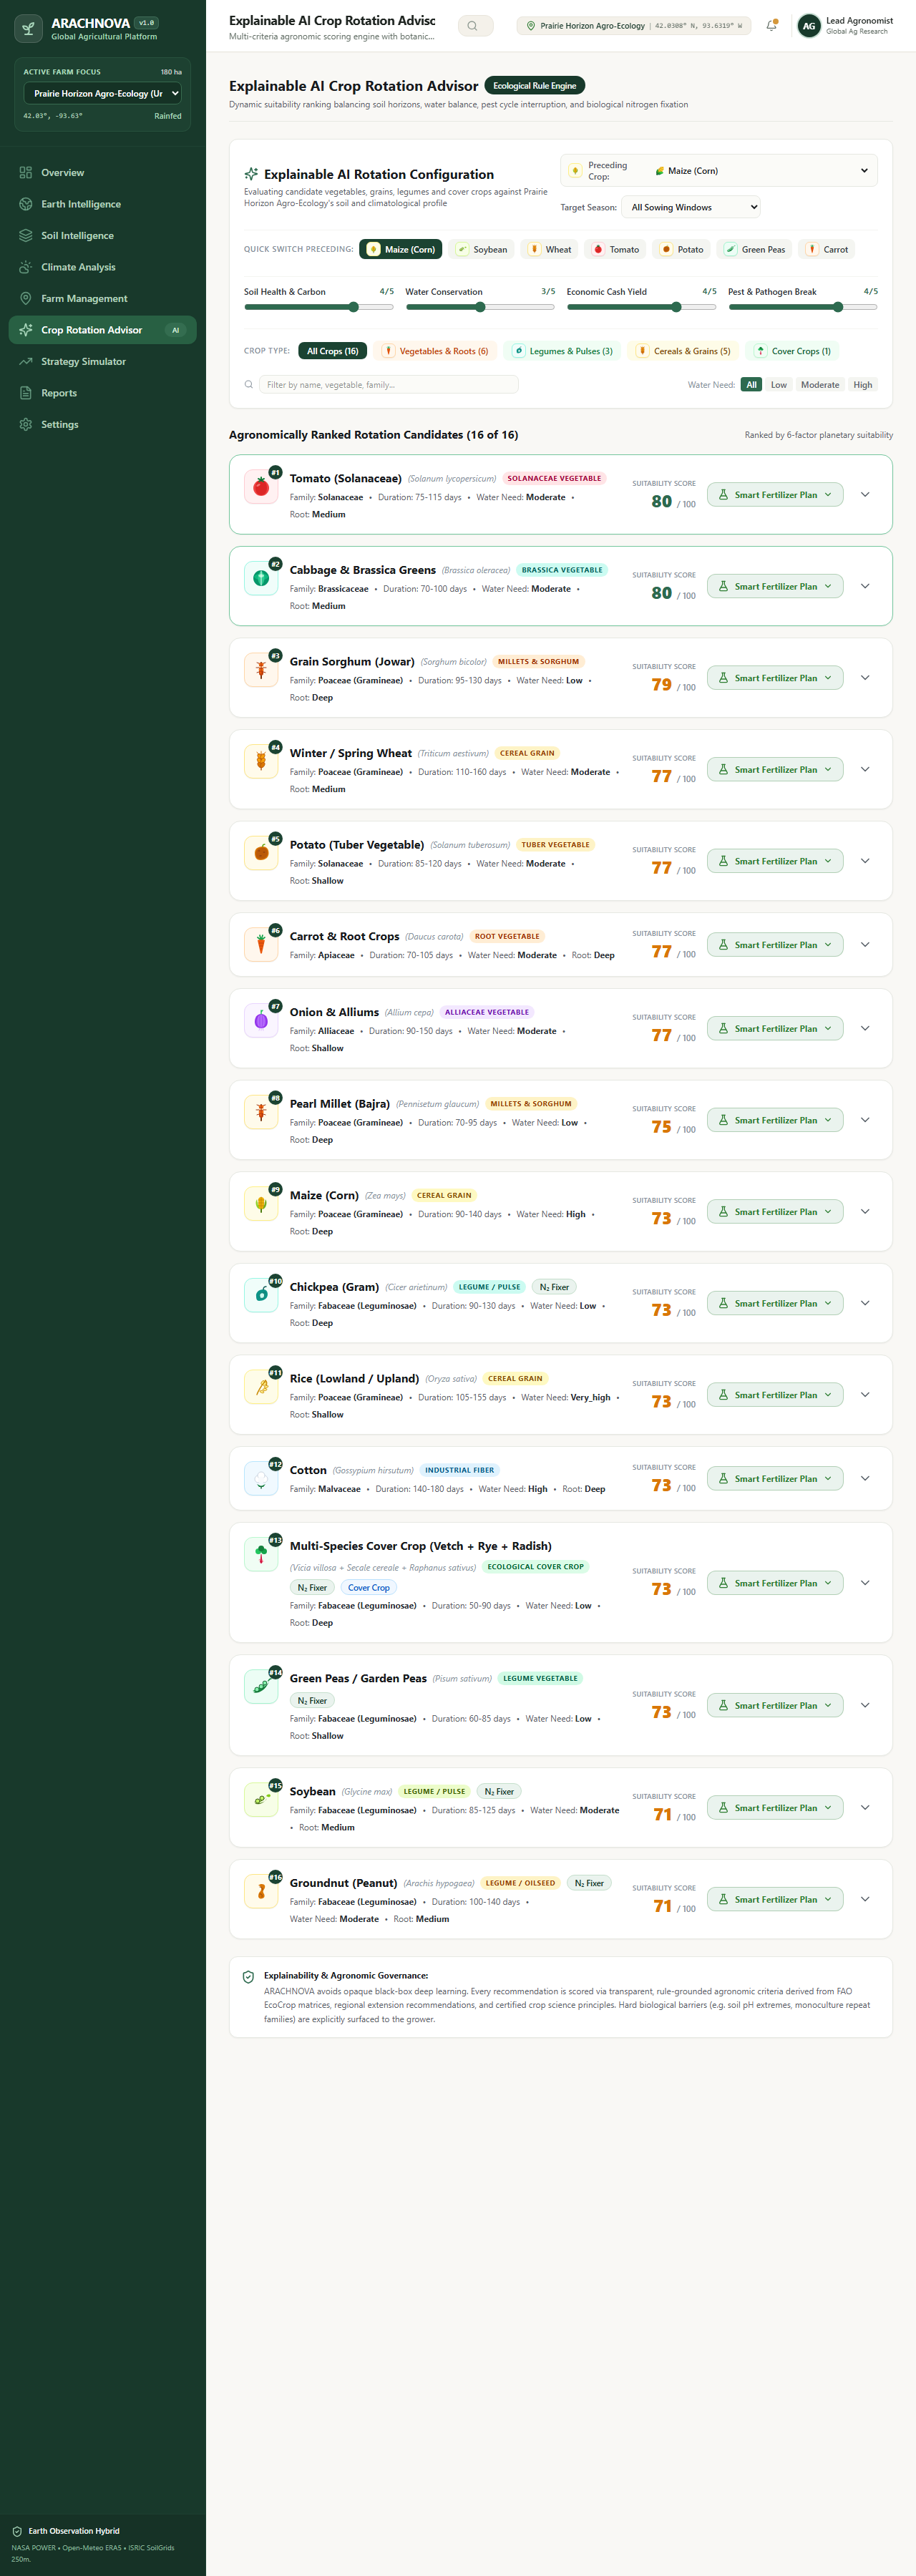 ARACHNOVA v1.0
Global Agricultural Platform
ACTIVE FARM FOCUS 180 ha
Prairie Horizon Agro-Ecology (Ur
42.03°, -93.63° Rainfed
Overview
Earth Intelligence
Soil Intelligence
Climate Analysis
Farm Management
Crop Rotation Advisor AI
Strategy Simulator
Reports
Settings
Earth Observation Hybrid
NASA POWER • Open-Meteo ERA5 • ISRIC SoilGrids
250m.
Explainable AI Crop Rotation Advisc
Multi-criteria agronomic scoring engine with botanic...
Prairie Horizon Agro-Ecology | 42.0308° N, 93.6319° W
AG
Lead Agronomist
Global Ag Research
Explainable AI Crop Rotation Advisor Ecological Rule Engine
Dynamic suitability ranking balancing soil horizons, water balance, pest cycle interruption, and biological nitrogen fixation
Explainable AI Rotation Configuration
Evaluating candidate vegetables, grains, legumes and cover crops against Prairie
Horizon Agro-Ecology's soil and climatological profile
Preceding
Crop:
Maize (Corn)
Target Season: All Sowing Windows
QUICK SWITCH PRECEDING: Maize (Corn) Soybean Wheat Tomato Potato Green Peas Carrot
Soil Health & Carbon 4/5 Water Conservation 3/5 Economic Cash Yield 4/5 Pest & Pathogen Break 4/5
CROP TYPE: All Crops (16) Vegetables & Roots (6) Legumes & Pulses (3) Cereals & Grains (5) Cover Crops (1)
Filter by name, vegetable, family... Water Need: All Low Moderate High
Agronomically Ranked Rotation Candidates (16 of 16) Ranked by 6-factor planetary suitability
#1
Tomato (Solanaceae) (Solanum lycopersicum) SOLANACEAE VEGETABLE
Family: Solanaceae • Duration: 75-115 days • Water Need: Moderate •
Root: Medium
SUITABILITY SCORE
80 / 100
Smart Fertilizer Plan
#2
Cabbage & Brassica Greens (Brassica oleracea) BRASSICA VEGETABLE
Family: Brassicaceae • Duration: 70-100 days • Water Need: Moderate •
Root: Medium
SUITABILITY SCORE
80 / 100
Smart Fertilizer Plan
#3
Grain Sorghum (Jowar) (Sorghum bicolor) MILLETS & SORGHUM
Family: Poaceae (Gramineae) • Duration: 95-130 days • Water Need: Low •
Root: Deep
SUITABILITY SCORE
79 / 100
Smart Fertilizer Plan
#4
Winter / Spring Wheat (Triticum aestivum) CEREAL GRAIN
Family: Poaceae (Gramineae) • Duration: 110-160 days • Water Need: Moderate •
Root: Medium
SUITABILITY SCORE
77 / 100
Smart Fertilizer Plan
#5
Potato (Tuber Vegetable) (Solanum tuberosum) TUBER VEGETABLE
Family: Solanaceae • Duration: 85-120 days • Water Need: Moderate •
Root: Shallow
SUITABILITY SCORE
77 / 100
Smart Fertilizer Plan
#6
Carrot & Root Crops (Daucus carota) ROOT VEGETABLE
Family: Apiaceae • Duration: 70-105 days • Water Need: Moderate • Root: Deep
SUITABILITY SCORE
77 / 100
Smart Fertilizer Plan
#7
Onion & Alliums (Allium cepa) ALLIACEAE VEGETABLE
Family: Alliaceae • Duration: 90-150 days • Water Need: Moderate •
Root: Shallow
SUITABILITY SCORE
77 / 100
Smart Fertilizer Plan
#8
Pearl Millet (Bajra) (Pennisetum glaucum) MILLETS & SORGHUM
Family: Poaceae (Gramineae) • Duration: 70-95 days • Water Need: Low •
Root: Deep
SUITABILITY SCORE
75 / 100
Smart Fertilizer Plan
#9
Maize (Corn) (Zea mays) CEREAL GRAIN
Family: Poaceae (Gramineae) • Duration: 90-140 days • Water Need: High •
Root: Deep
SUITABILITY SCORE
73 / 100
Smart Fertilizer Plan
#10
Chickpea (Gram) (Cicer arietinum) LEGUME / PULSE N₂ Fixer
Family: Fabaceae (Leguminosae) • Duration: 90-130 days • Water Need: Low •
Root: Deep
SUITABILITY SCORE
73 / 100
Smart Fertilizer Plan
#11
Rice (Lowland / Upland) (Oryza sativa) CEREAL GRAIN
Family: Poaceae (Gramineae) • Duration: 105-155 days • Water Need: Very_high •
Root: Shallow
SUITABILITY SCORE
73 / 100
Smart Fertilizer Plan
#12
Cotton (Gossypium hirsutum) INDUSTRIAL FIBER
Family: Malvaceae • Duration: 140-180 days • Water Need: High • Root: Deep
SUITABILITY SCORE
73 / 100
Smart Fertilizer Plan
#13
Multi-Species Cover Crop (Vetch + Rye + Radish)
(Vicia villosa + Secale cereale + Raphanus sativus) ECOLOGICAL COVER CROP
N₂ Fixer Cover Crop
Family: Fabaceae (Leguminosae) • Duration: 50-90 days • Water Need: Low •
Root: Deep
SUITABILITY SCORE
73 / 100
Smart Fertilizer Plan
#14
Green Peas / Garden Peas (Pisum sativum) LEGUME VEGETABLE
N₂ Fixer
Family: Fabaceae (Leguminosae) • Duration: 60-85 days • Water Need: Low •
Root: Shallow
SUITABILITY SCORE
73 / 100
Smart Fertilizer Plan
#15
Soybean (Glycine max) LEGUME / PULSE N₂ Fixer
Family: Fabaceae (Leguminosae) • Duration: 85-125 days • Water Need: Moderate
• Root: Medium
SUITABILITY SCORE
71 / 100
Smart Fertilizer Plan
#16
Groundnut (Peanut) (Arachis hypogaea) LEGUME / OILSEED N₂ Fixer
Family: Fabaceae (Leguminosae) • Duration: 100-140 days •
Water Need: Moderate • Root: Medium
SUITABILITY SCORE
71 / 100
Smart Fertilizer Plan
Explainability & Agronomic Governance:
ARACHNOVA avoids opaque black-box deep learning. Every recommendation is scored via transparent, rule-grounded agronomic criteria derived from FAO
EcoCrop matrices, regional extension recommendations, and certified crop science principles. Hard biological barriers (e.g. soil pH extremes, monoculture repeat
families) are explicitly surfaced to the grower.